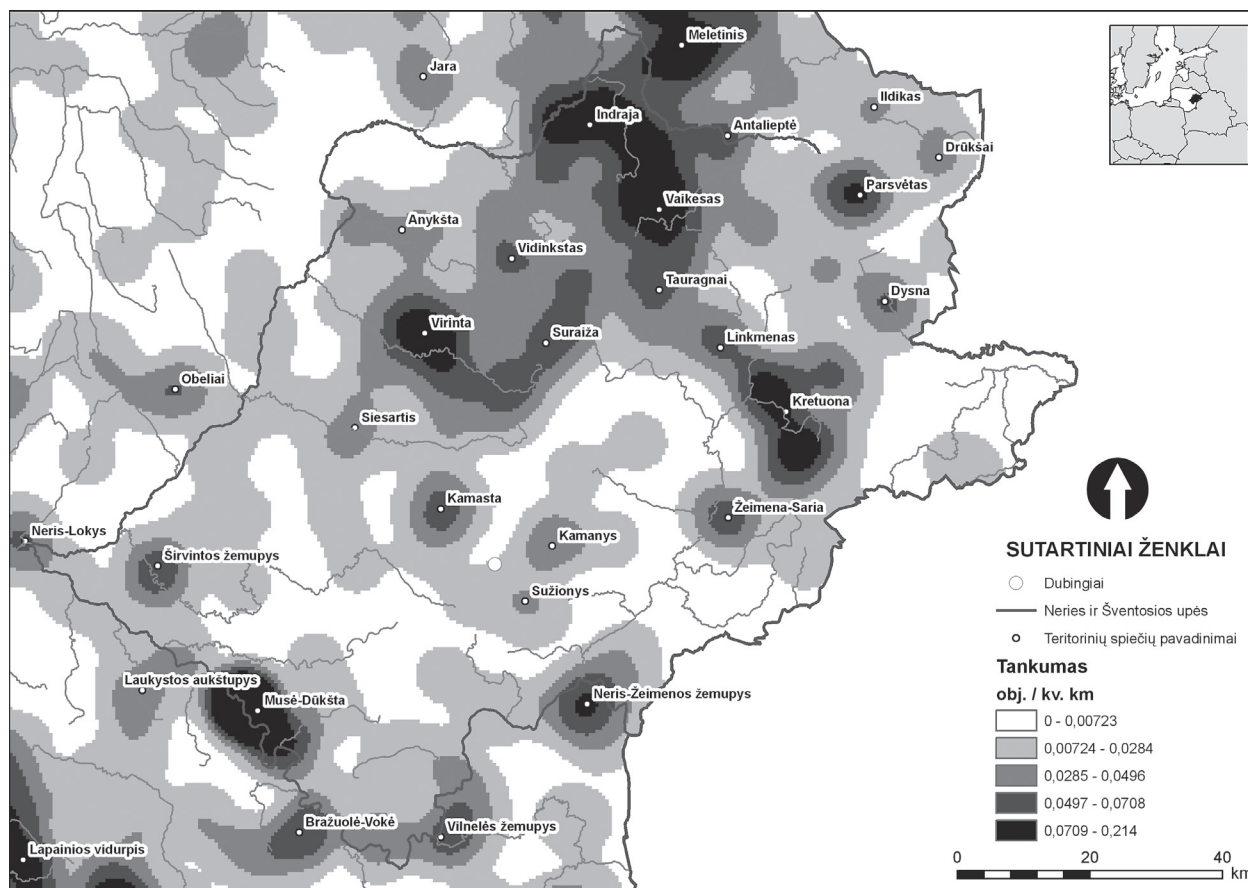 Meletinis
Jara
Ildikas
Indraja
Antalieptė
Drūkšai
Parsvėtas
Vaikesas
Anykšta
Vidinkstas
Tauragnai
Dysna
Virinta
Suraiža
Linkmenas
Obeliai
Kretuona
Siesartis
Kamasta
Žeimena-Saria
Neris-Lokys
Kamanys
Širvintos žemupys
Sužionys
Laukystos aukštupys
Musė-Dūkšta
Neris-Žeimenos žemupys
Bražuolė-Vokė
Vilnelės žemupys
Lapainios vidurpis
SUTARTINIAI ŽENKLAI
Dubingiai
Neries ir Šventosios upės
Teritorinių spiečių pavadinimai
Tankumas
obj. / kv. km
0 - 0,00723
0,00724 - 0,0284
0,0285 - 0,0496
0,0497 - 0,0708
0,0709 - 0,214
0 20 40
km